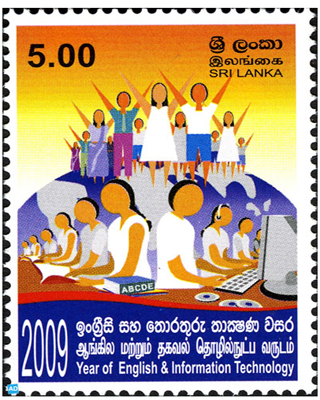 5.00
ශ්‍රී ලංකා
இலங்கை
SRI LANKA
ABCDE
2009
ඉංග්‍රීසි සහ තොරතුරු තාක්ෂණ වසර
ஆங்கில மற்றும் தகவல் தொழில்நுட்ப வருடம்
Year of English & Information Technology